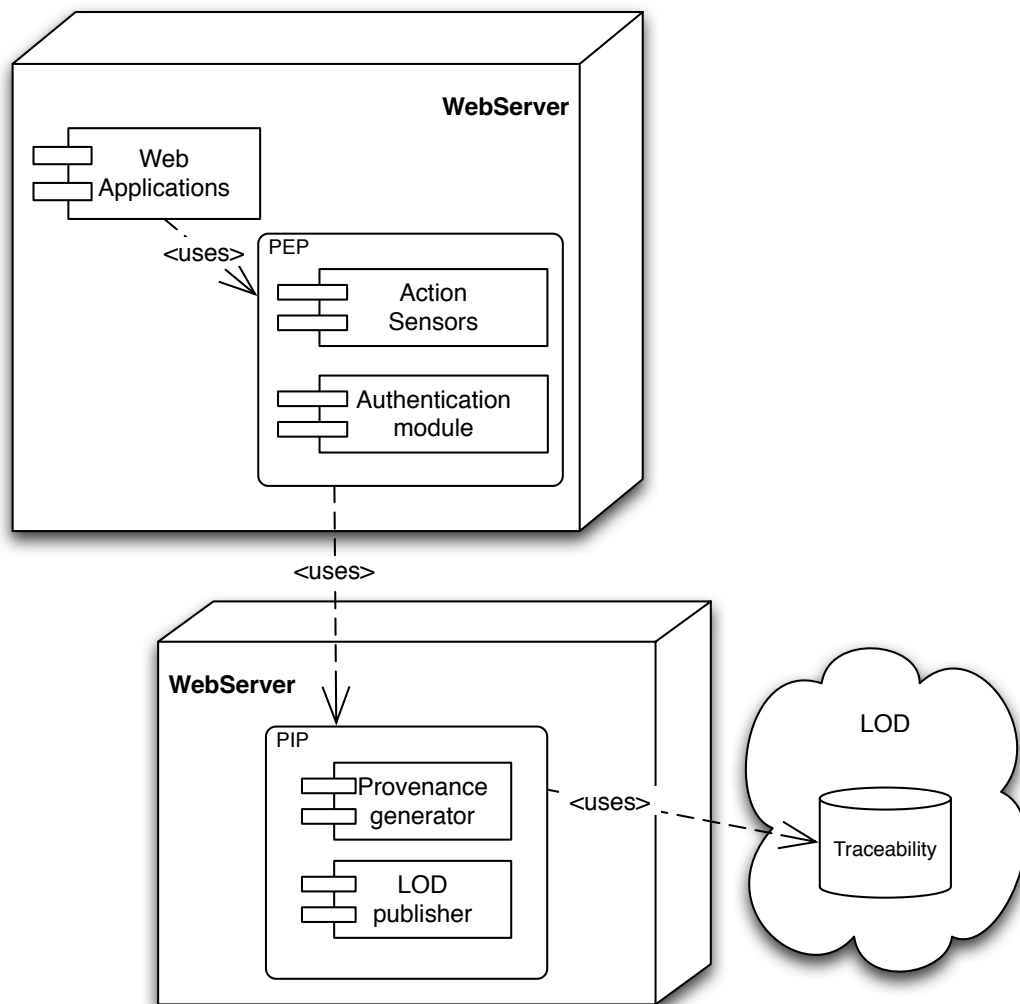 WebServer
Web
Applications
<uses>
PEP
Action
Sensors
Authentication
module
<uses>
WebServer
PIP
Provenance
generator
<uses>
LOD
publisher
LOD
Traceability